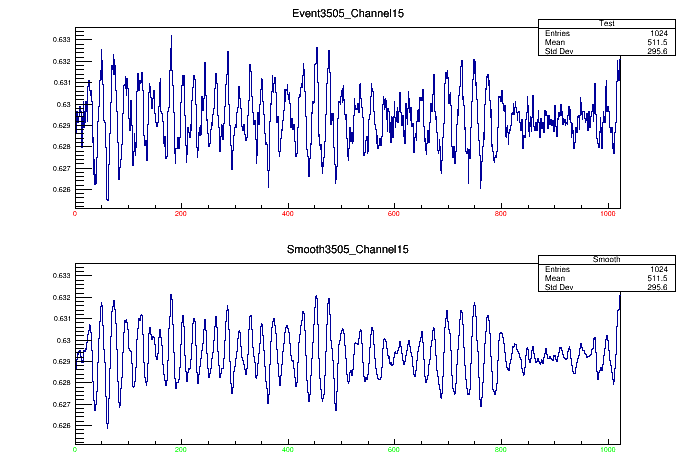 Event3505_Channel15
Test
Entries 1024
Mean 511.5
Std Dev 295.6
0.633
0.632
0.631
0.63
0.629
0.628
0.627
0.626
0 200 400 600 800 1000
Smooth3505_Channel15
Smooth
Entries 1024
Mean 511.5
Std Dev 295.6
0.633
0.632
0.631
0.63
0.629
0.628
0.627
0.626
0 200 400 600 800 1000